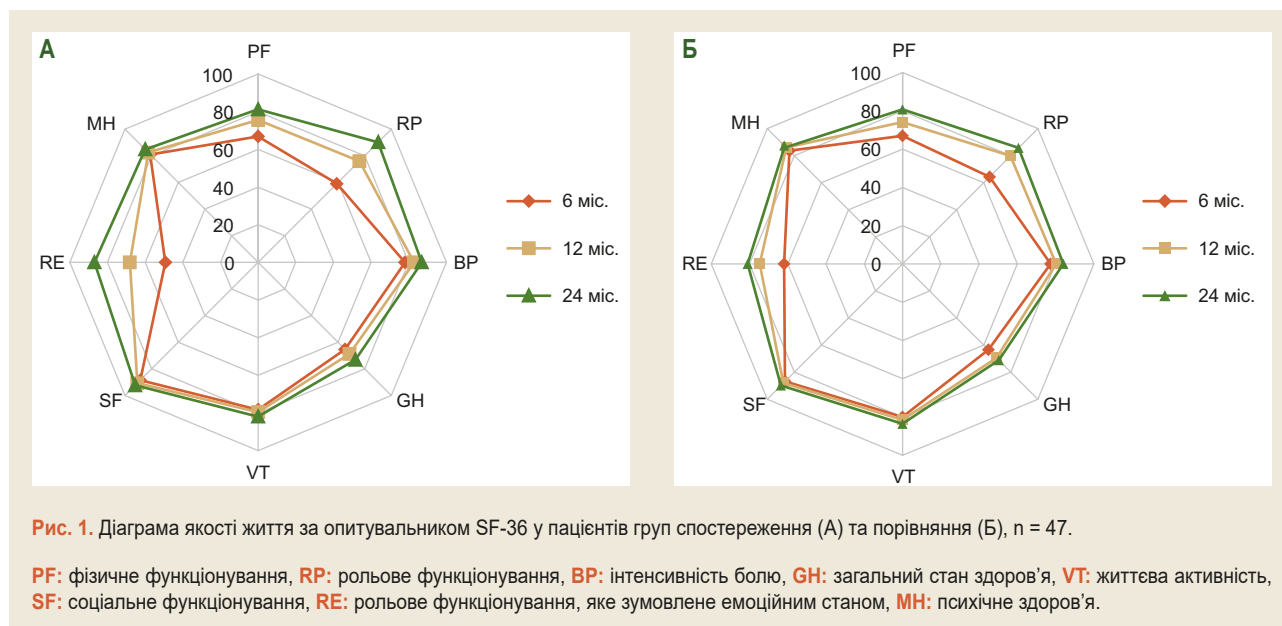 А
PF
100
80
60
40
20
0
MH
RP
RE
BP
SF
GH
VT
6 міс.
12 міс.
24 міс.
Б
PF
100
80
60
40
20
0
MH
RP
RE
BP
SF
GH
VT
6 міс.
12 міс.
24 міс.
Рис. 1. Діаграма якості життя за опитувальником SF-36 у пацієнтів груп спостереження (А) та порівняння (Б), n = 47.
PF: фізичне функціонування, RP: рольове функціонування, BP: інтенсивність болю, GH: загальний стан здоров’я, VT: життєва активність,
SF: соціальне функціонування, RE: рольове функціонування, яке зумовлене емоційним станом, MH: психічне здоров’я.